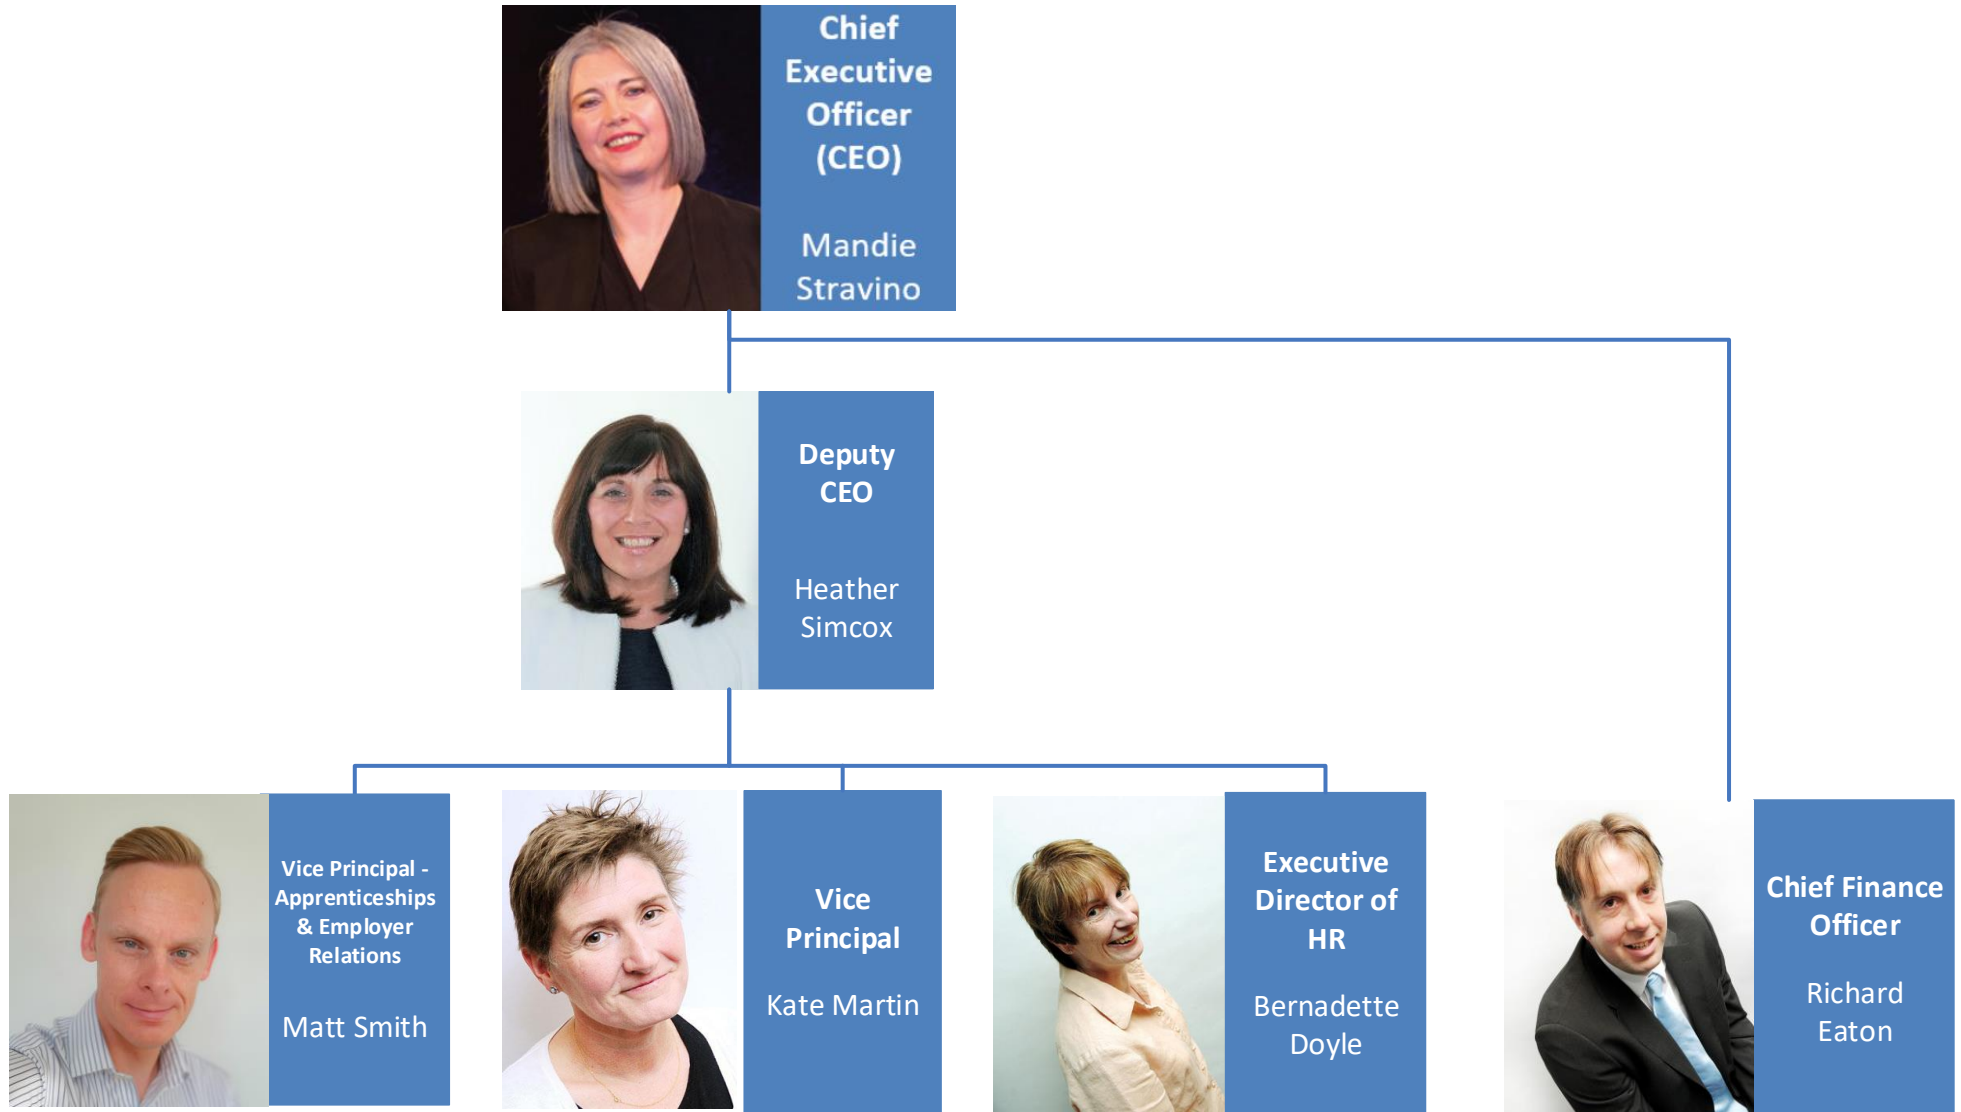 Chief
Executive
Officer
(CEO)
Mandie
Stravino
Deputy
CEO
Heather
Simcox
Vice Principal -
Apprenticeships
& Employer
Relations
Matt Smith
Vice
Principal
Kate Martin
Executive
Director of
HR
Bernadette
Doyle
Chief Finance
Officer
Richard
Eaton